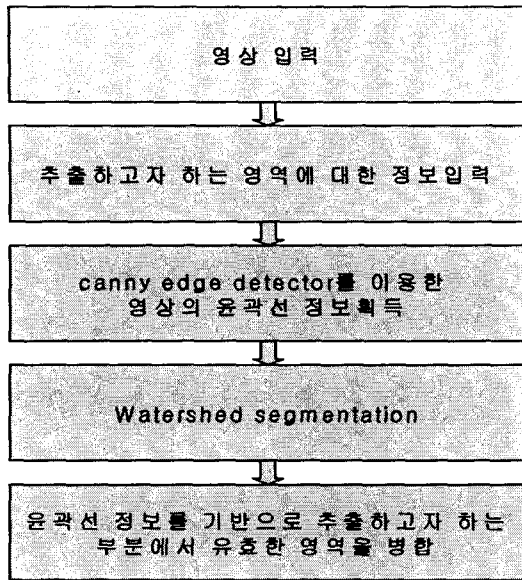 영상 입력
추출하고자 하는 영역에 대한 정보입력
canny edge detector를 이용한
영상의 윤곽선 정보획득
Watershed segmentation
윤곽선 정보를 기반으로 추출하고자 하는
부분에서 유효한 영역을 병합